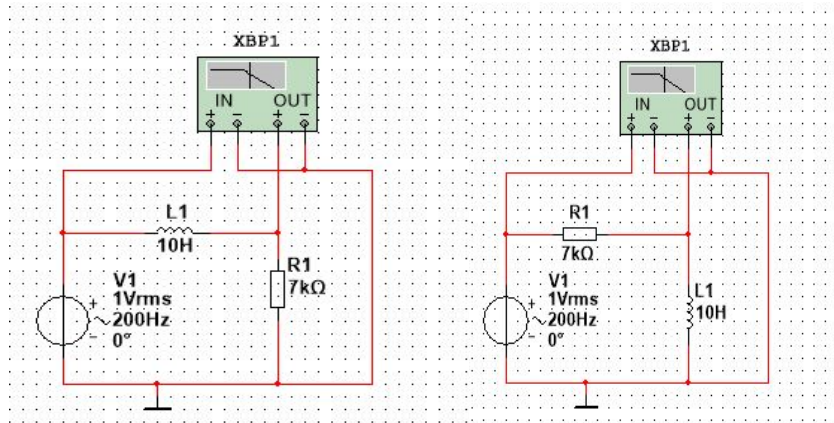 XBP1
IN OUT
+ - + -
L1
10H
R1
7kΩ
V1
1Vrms
200Hz
0°
+
-
XBP1
IN OUT
+ - + -
R1
7kΩ
L1
10H
V1
1Vrms
200Hz
0°
+
-